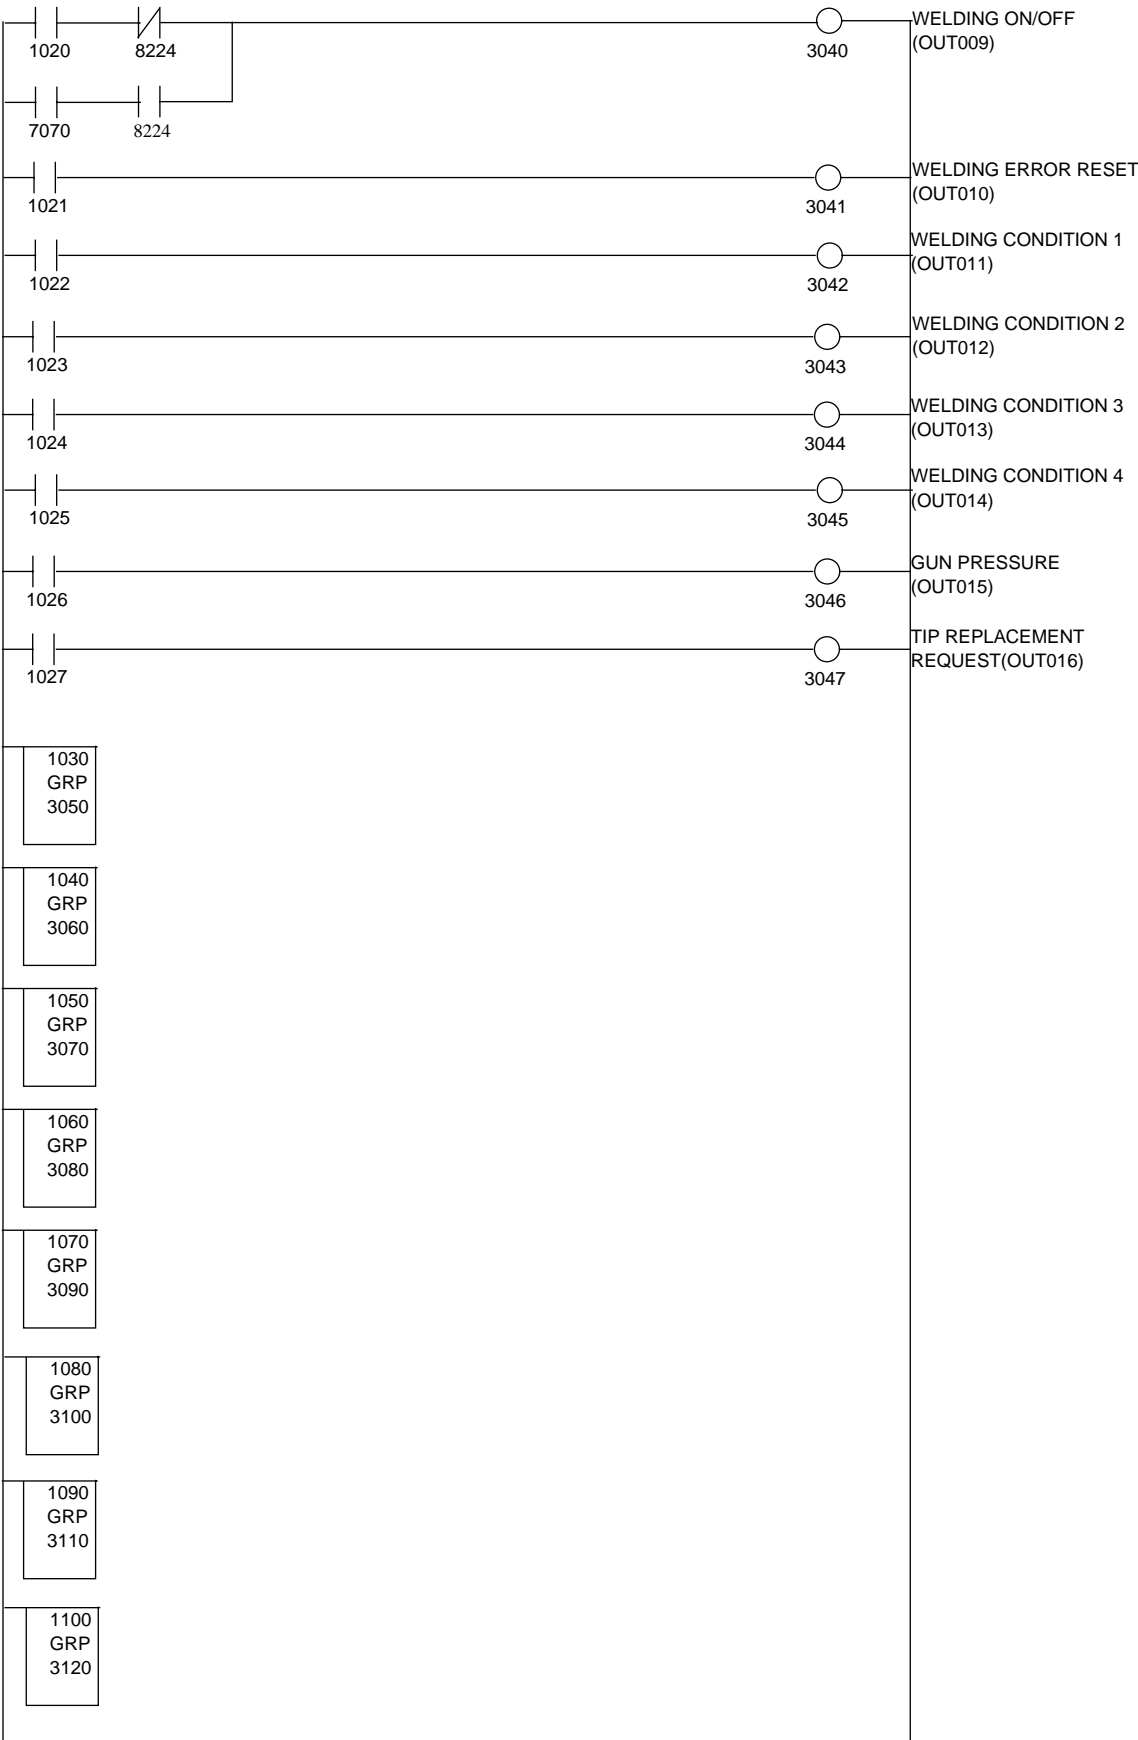 WELDING ON/OFF
(OUT009)
1020 8224 3040
7070 8224
WELDING ERROR RESET
(OUT010)
1021 3041
WELDING CONDITION 1
(OUT011)
1022 3042
WELDING CONDITION 2
(OUT012)
1023 3043
WELDING CONDITION 3
(OUT013)
1024 3044
WELDING CONDITION 4
(OUT014)
1025 3045
GUN PRESSURE
(OUT015)
1026 3046
TIP REPLACEMENT
REQUEST(OUT016)
1027 3047
1030
GRP
3050
1040
GRP
3060
1050
GRP
3070
1060
GRP
3080
1070
GRP
3090
1080
GRP
3100
1090
GRP
3110
1100
GRP
3120